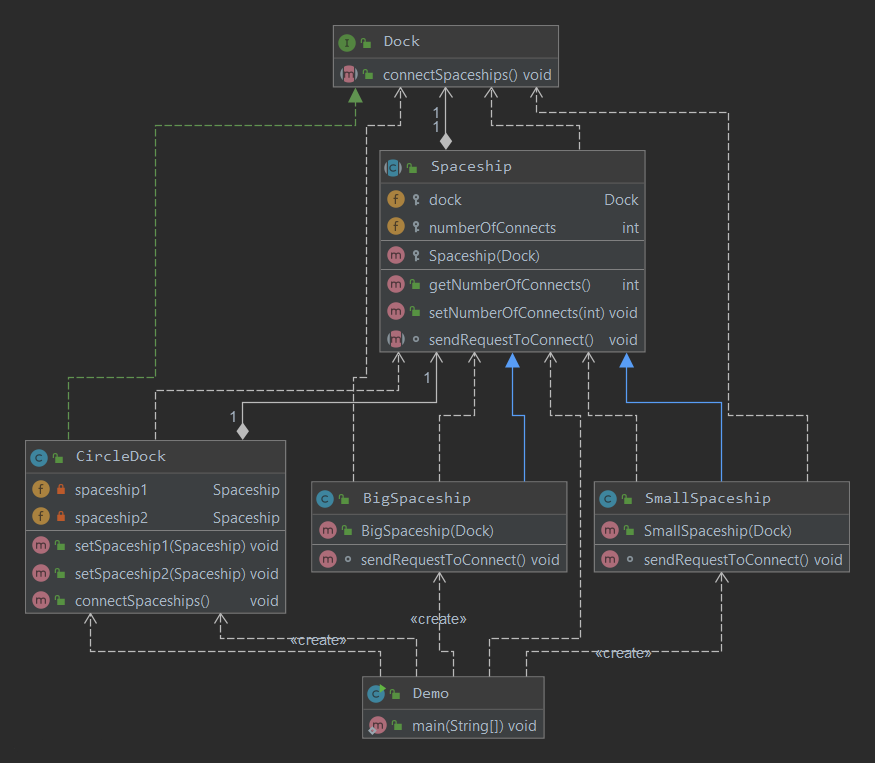 Dock
connectSpaceships() void
1
1
Spaceship
dock Dock
numberOfConnects int
Spaceship(Dock)
getNumberOfConnects() int
setNumberOfConnects(int) void
sendRequestToConnect() void
1
1
CircleDock
spaceship1 Spaceship
spaceship2 Spaceship
setSpaceship1(Spaceship) void
setSpaceship2(Spaceship) void
connectSpaceships() void
BigSpaceship
BigSpaceship(Dock)
sendRequestToConnect() void
SmallSpaceship
SmallSpaceship(Dock)
sendRequestToConnect() void
«create»
«create»
«create»
Demo
main(String[]) void